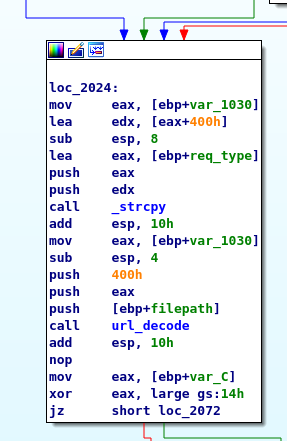 loc_2024:
mov     eax, [ebp+var_1030]
lea     edx, [eax+400h]
sub     esp, 8
lea     eax, [ebp+req_type]
push    eax
push    edx
call    _strcpy
add     esp, 10h
mov     eax, [ebp+var_1030]
sub     esp, 4
push    400h
push    eax
push    [ebp+filepath]
call    url_decode
add     esp, 10h
nop
mov     eax, [ebp+var_C]
xor     eax, large gs:14h
jz      short loc_2072